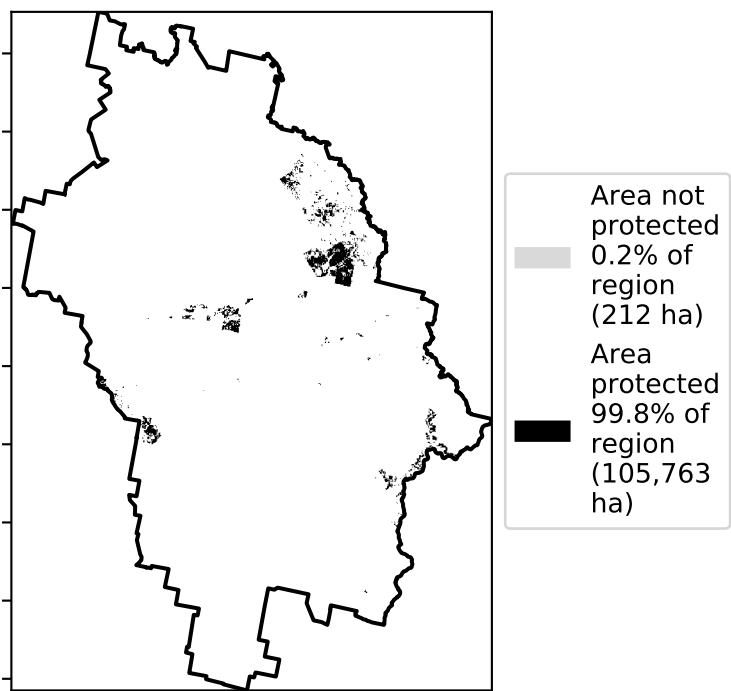 Area not
protected
0.2% of
region
(212 ha)
Area
protected
99.8% of
region
(105,763
ha)